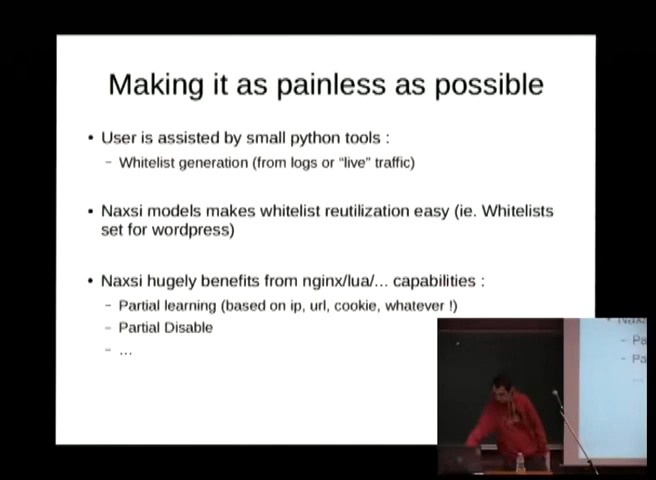 Making it as painless as possible
• User is assisted by small python tools :
– Whitelist generation (from logs or "live" traffic)
• Naxsi models makes whitelist reutilization easy (ie. Whitelists
set for wordpress)
• Naxsi hugely benefits from nginx/lua/... capabilities :
– Partial learning (based on ip, url, cookie, whatever !)
– Partial Disable
– ...
– Pa
– Pa
...